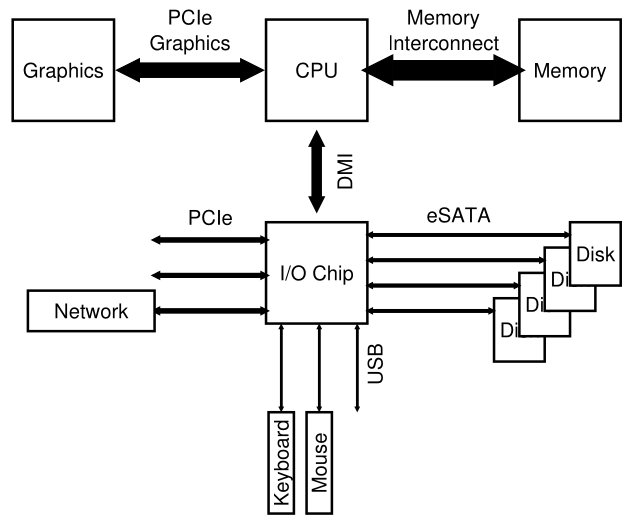 PCIe
Graphics
Memory
Interconnect
Graphics
CPU
Memory
DMI
PCIe
eSATA
I/O Chip
Disk
Di
Di
Di
Network
USB
Keyboard
Mouse